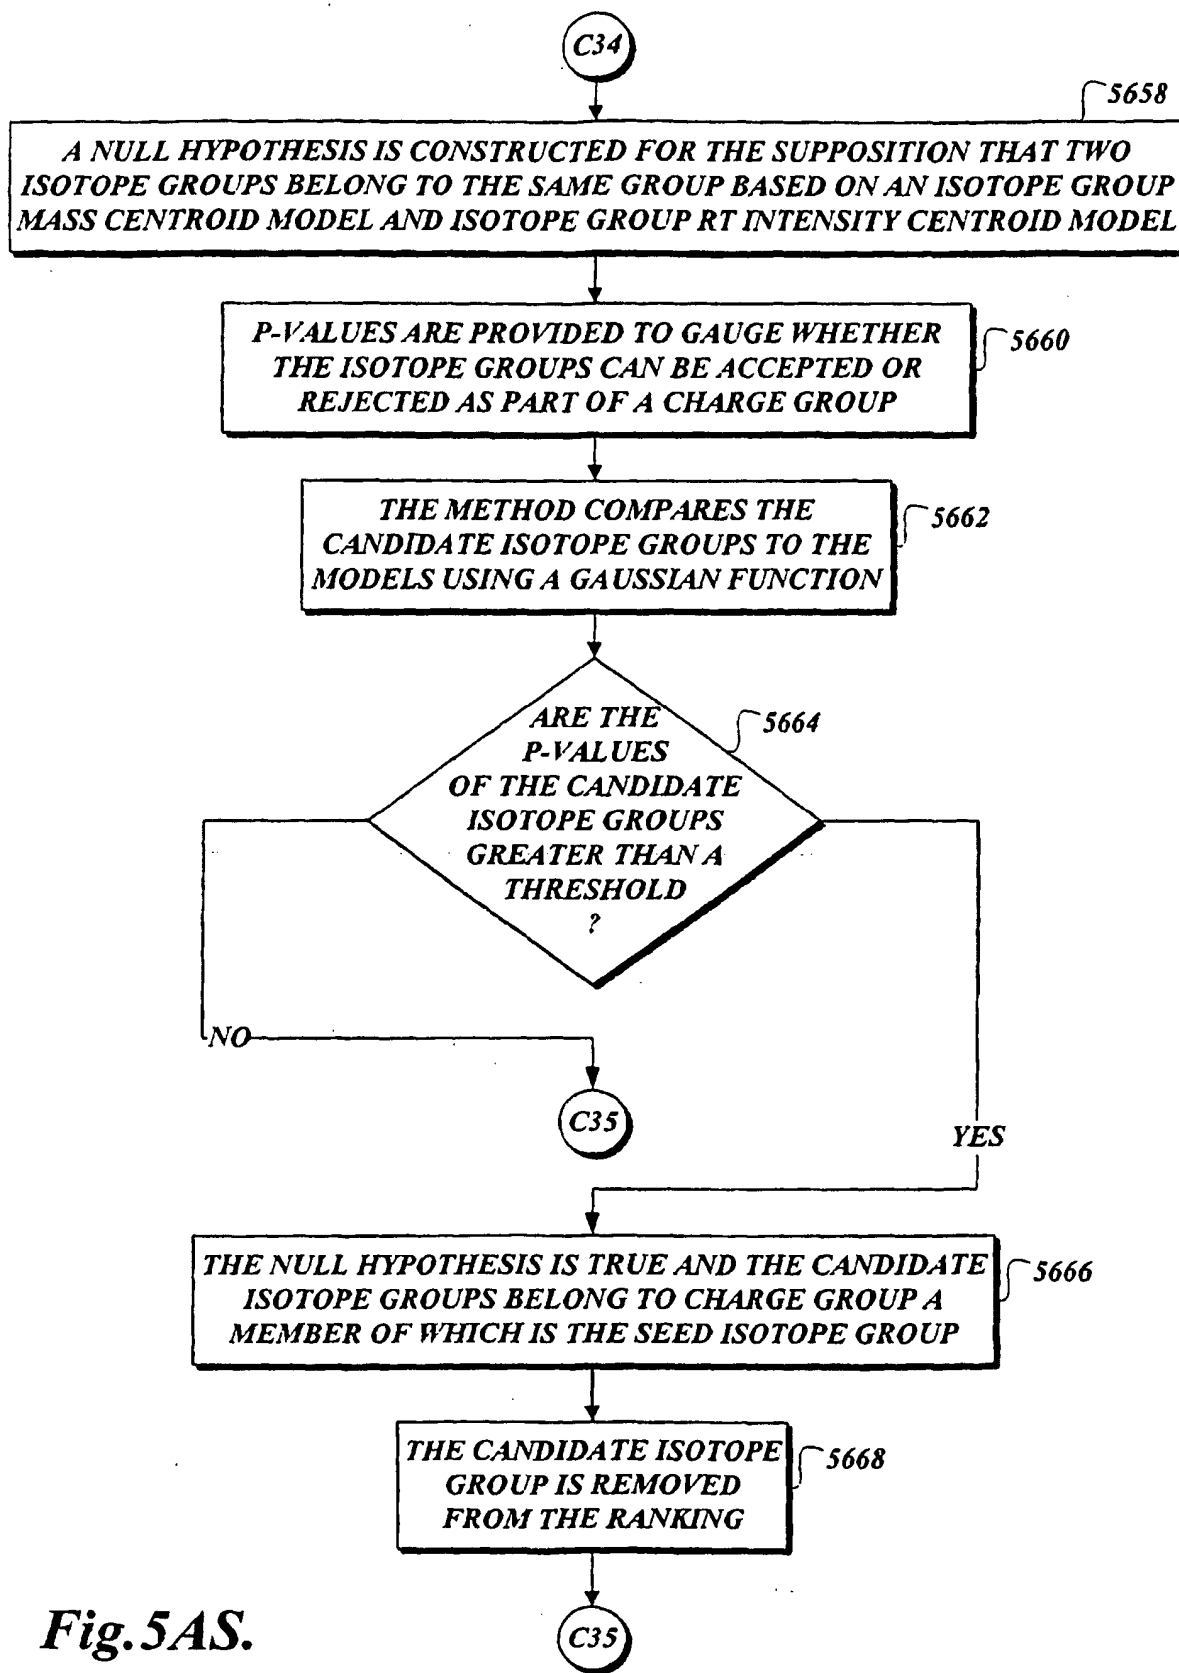 C34
5658
A NULL HYPOTHESIS IS CONSTRUCTED FOR THE SUPPOSITION THAT TWO
ISOTOPE GROUPS BELONG TO THE SAME GROUP BASED ON AN ISOTOPE GROUP
MASS CENTROID MODEL AND ISOTOPE GROUP RT INTENSITY CENTROID MODEL
P-VALUES ARE PROVIDED TO GAUGE WHETHER
THE ISOTOPE GROUPS CAN BE ACCEPTED OR
REJECTED AS PART OF A CHARGE GROUP
5660
THE METHOD COMPARES THE
CANDIDATE ISOTOPE GROUPS TO THE
MODELS USING A GAUSSIAN FUNCTION
5662
ARE THE
P-VALUES
OF THE CANDIDATE
ISOTOPE GROUPS
GREATER THAN A
THRESHOLD
?
5664
NO
C35
YES
THE NULL HYPOTHESIS IS TRUE AND THE CANDIDATE
ISOTOPE GROUPS BELONG TO CHARGE GROUP A
MEMBER OF WHICH IS THE SEED ISOTOPE GROUP
5666
THE CANDIDATE ISOTOPE
GROUP IS REMOVED
FROM THE RANKING
5668
C35
Fig.5AS.